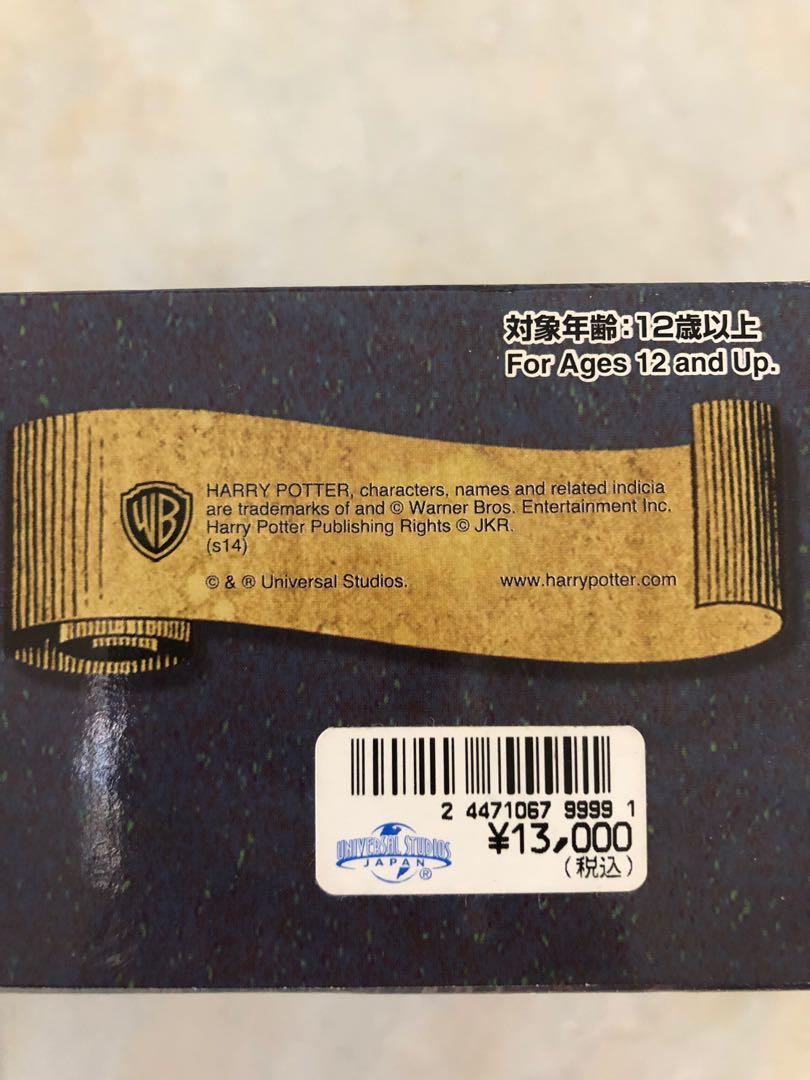 対象年齢:12歳以上
For Ages 12 and Up.
WB
HARRY POTTER, characters, names and related indicia
are trademarks of and © Warner Bros. Entertainment Inc.
Harry Potter Publishing Rights © JKR.
(s14)
© & ® Universal Studios.
www.harrypotter.com
2 4471067 9999 1
UNIVERSAL STUDIOS
JAPAN ®
¥13,000
(税込)